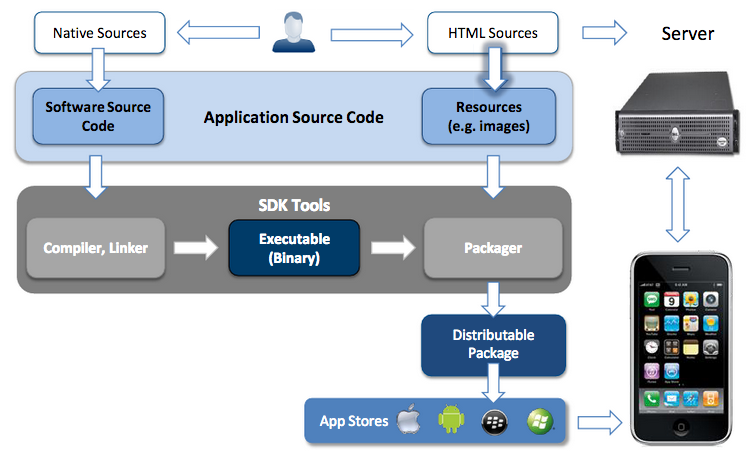 Native Sources
HTML Sources
Server
Software Source
Code
Application Source Code
Resources
(e.g. images)
SDK Tools
Compiler, Linker
Executable
(Binary)
Packager
Distributable
Package
App Stores